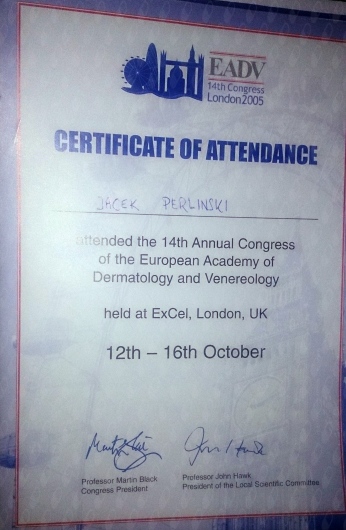 EADV
14th Congress
London2005
CERTIFICATE OF ATTENDANCE
JACEK PERLINSKI
attended the 14th Annual Congress
of the European Academy of
Dermatology and Venereology
held at ExCel, London, UK
12th – 16th October
Professor Martin Black
Congress President
Professor John Hawk
President of the Local Scientific Committee